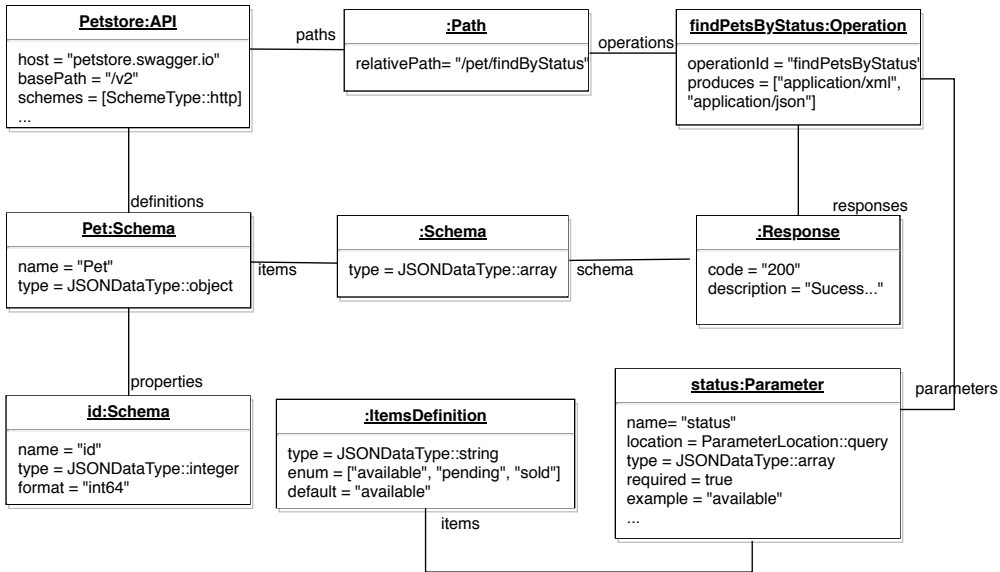 Petstore:API
host = "petstore.swagger.io"
basePath = "/v2"
schemes = [SchemeType::http]
...
paths
:Path
relativePath= "/pet/findByStatus"
operations
findPetsByStatus:Operation
operationId = "findPetsByStatus"
produces = ["application/xml",
"application/json"]
definitions
responses
Pet:Schema
name = "Pet"
type = JSONDataType::object
items
:Schema
type = JSONDataType::array
schema
:Response
code = "200"
description = "Sucess..."
properties
parameters
id:Schema
name = "id"
type = JSONDataType::integer
format = "int64"
:ItemsDefinition
type = JSONDataType::string
enum = ["available", "pending", "sold"]
default = "available"
items
status:Parameter
name= "status"
location = ParameterLocation::query
type = JSONDataType::array
required = true
example = "available"
...